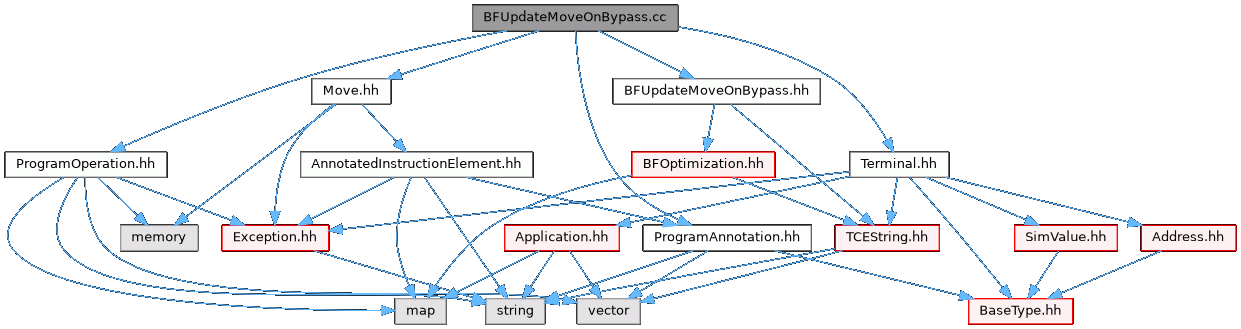 BFUpdateMoveOnBypass.cc
Move.hh
BFUpdateMoveOnBypass.hh
ProgramOperation.hh
AnnotatedInstructionElement.hh
BFOptimization.hh
Terminal.hh
memory
Exception.hh
Application.hh
ProgramAnnotation.hh
TCEString.hh
SimValue.hh
Address.hh
map
string
vector
BaseType.hh